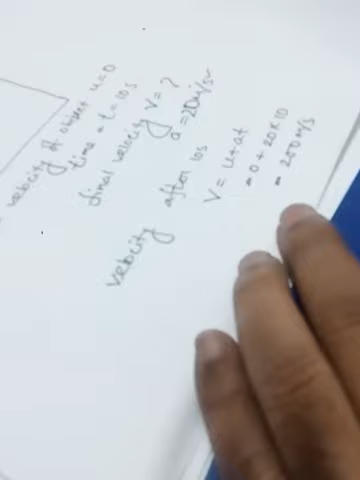 velocity of object u=0
time = t = 10s
final velocity v = ?
a = 20m/s²
velocity after 10s
V = u+at
= 0 + 20 x 10
= 200 m/s